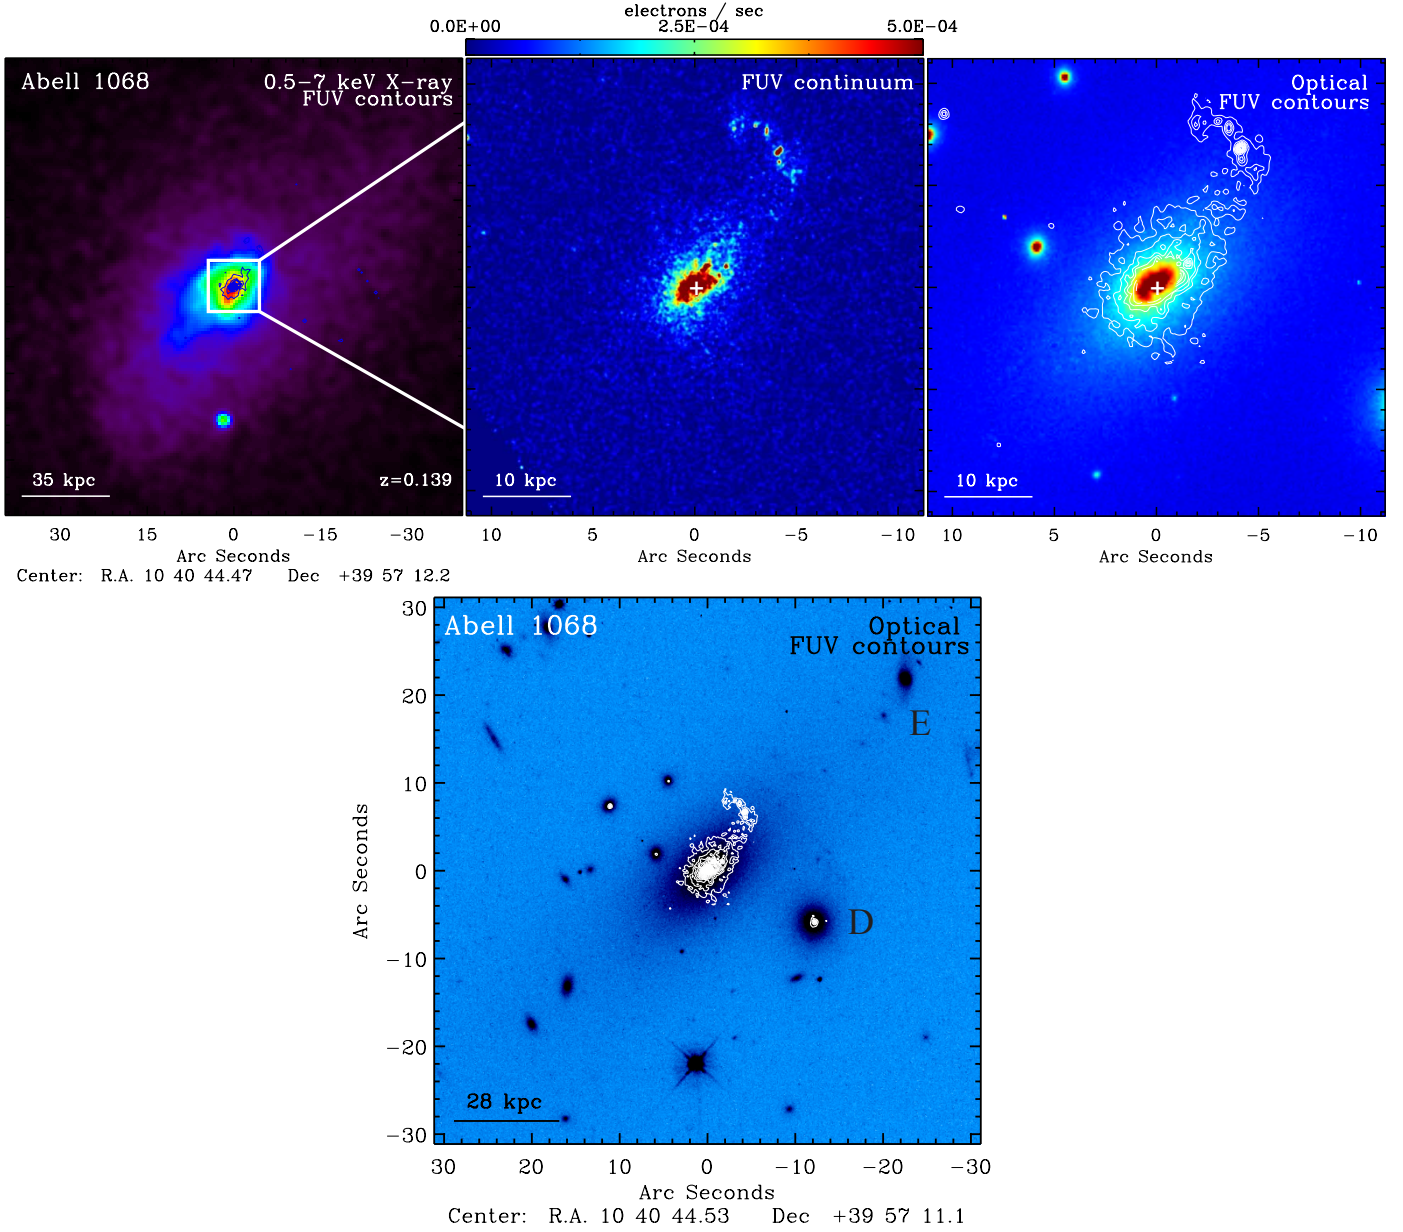 electrons / sec
0.0E+00 2.5E-04 5.0E-04
Abell 1068
0.5-7 keV X-ray
FUV contours
35 kpc
z=0.139
30 15 0 -15 -30
Arc Seconds
Center: R.A. 10 40 44.47 Dec +39 57 12.2
FUV continuum
10 kpc
10 5 0 -5 -10
Arc Seconds
Optical
FUV contours
10 kpc
10 5 0 -5 -10
Arc Seconds
Abell 1068
Optical
FUV contours
E
D
28 kpc
30
20
10
0
-10
-20
-30
Arc Seconds
30 20 10 0 -10 -20 -30
Arc Seconds
Center: R.A. 10 40 44.53 Dec +39 57 11.1